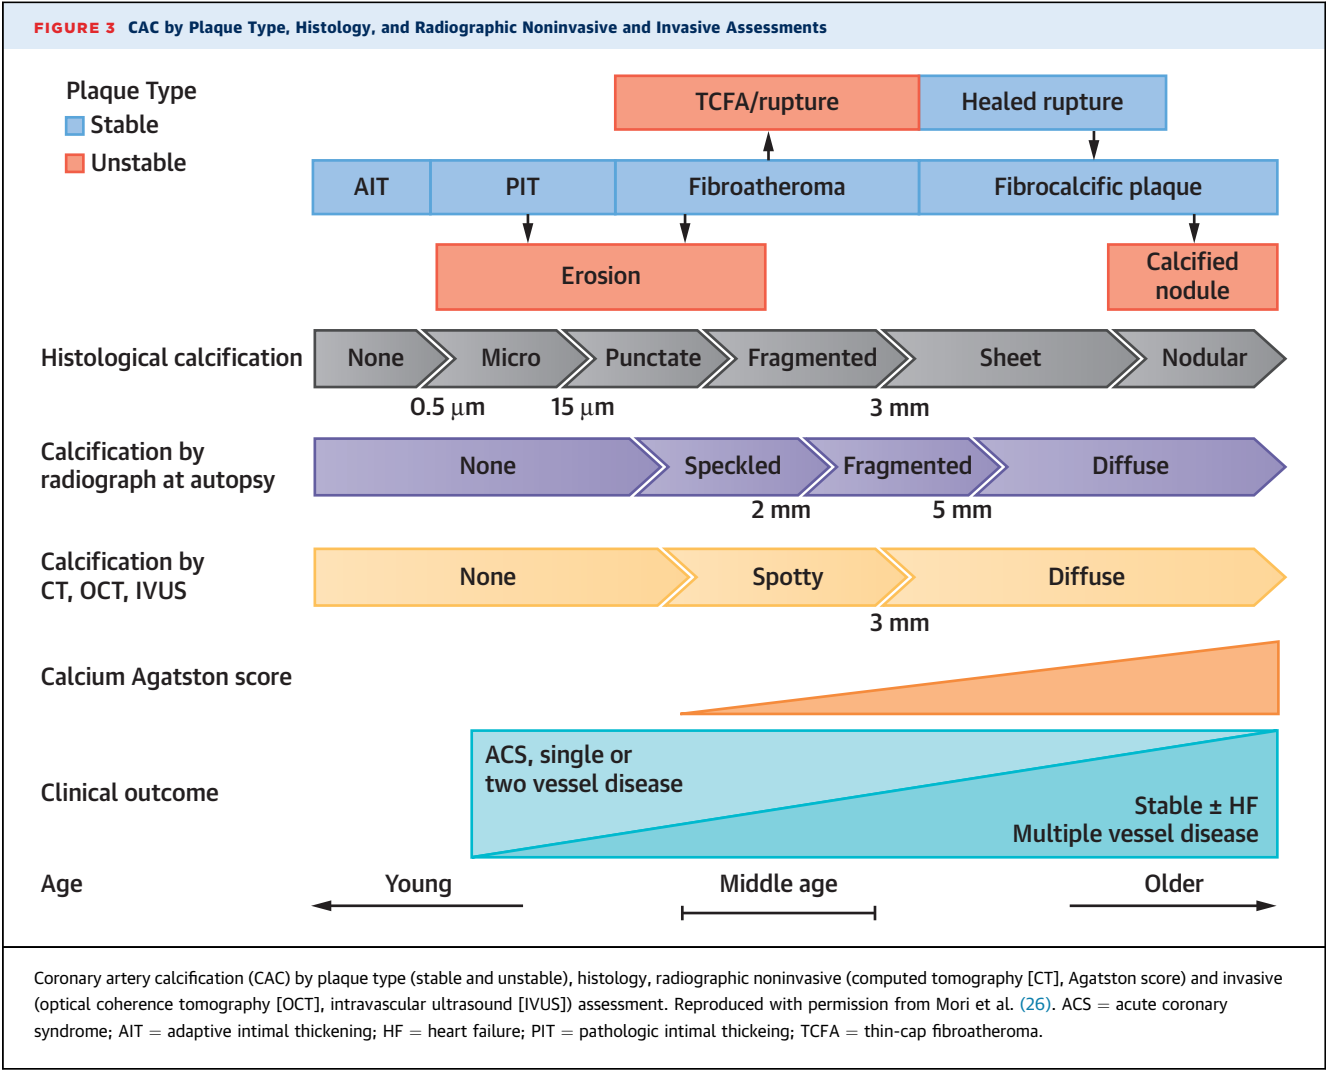 FIGURE 3 CAC by Plaque Type, Histology, and Radiographic Noninvasive and Invasive Assessments
Plaque Type
Stable
Unstable
TCFA/rupture
Healed rupture
AIT
PIT
Fibroatheroma
Fibrocalcific plaque
Erosion
Calcified
nodule
Histological calcification
None
Micro
Punctate
Fragmented
Sheet
Nodular
0.5 μm
15 μm
3 mm
Calcification by
radiograph at autopsy
None
Speckled
Fragmented
Diffuse
2 mm
5 mm
Calcification by
CT, OCT, IVUS
None
Spotty
Diffuse
3 mm
Calcium Agatston score
Clinical outcome
ACS, single or
two vessel disease
Stable ± HF
Multiple vessel disease
Age
Young
Middle age
Older
Coronary artery calcification (CAC) by plaque type (stable and unstable), histology, radiographic noninvasive (computed tomography [CT], Agatston score) and invasive
(optical coherence tomography [OCT], intravascular ultrasound [IVUS]) assessment. Reproduced with permission from Mori et al. (26). ACS = acute coronary
syndrome; AIT = adaptive intimal thickening; HF = heart failure; PIT = pathologic intimal thickeing; TCFA = thin-cap fibroatheroma.